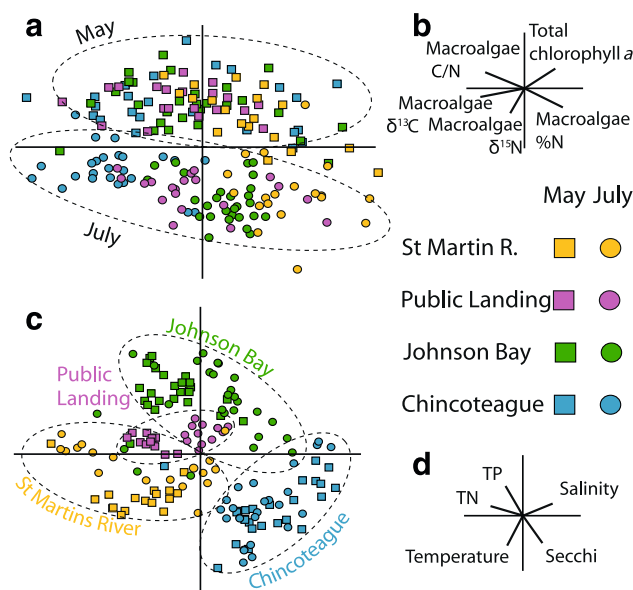 a
May
July
b
Total
chlorophyll a
Macroalgae
C/N
Macroalgae
δ¹³C
Macroalgae
δ¹⁵N
Macroalgae
%N
May July
St Martin R.
Public Landing
Johnson Bay
Chincoteague
c
Johnson Bay
Public
Landing
St Martins River
Chincoteague
d
TP
TN
Salinity
Temperature
Secchi